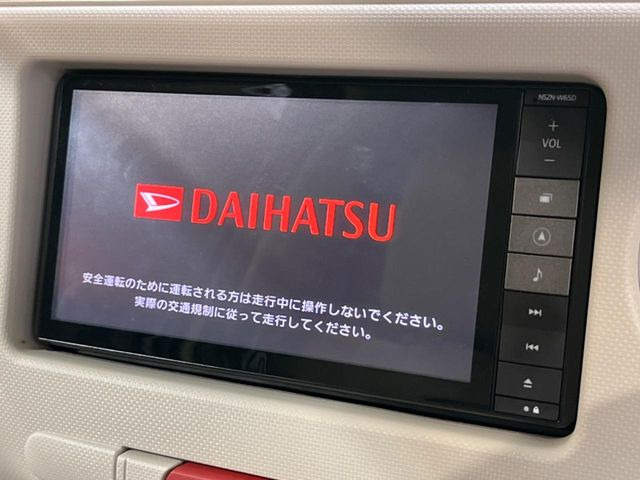 NSZN-W65D
+
VOL
−
DAIHATSU
安全運転のために運転される方は走行中に操作しないでください。
実際の交通規制に従って走行してください。